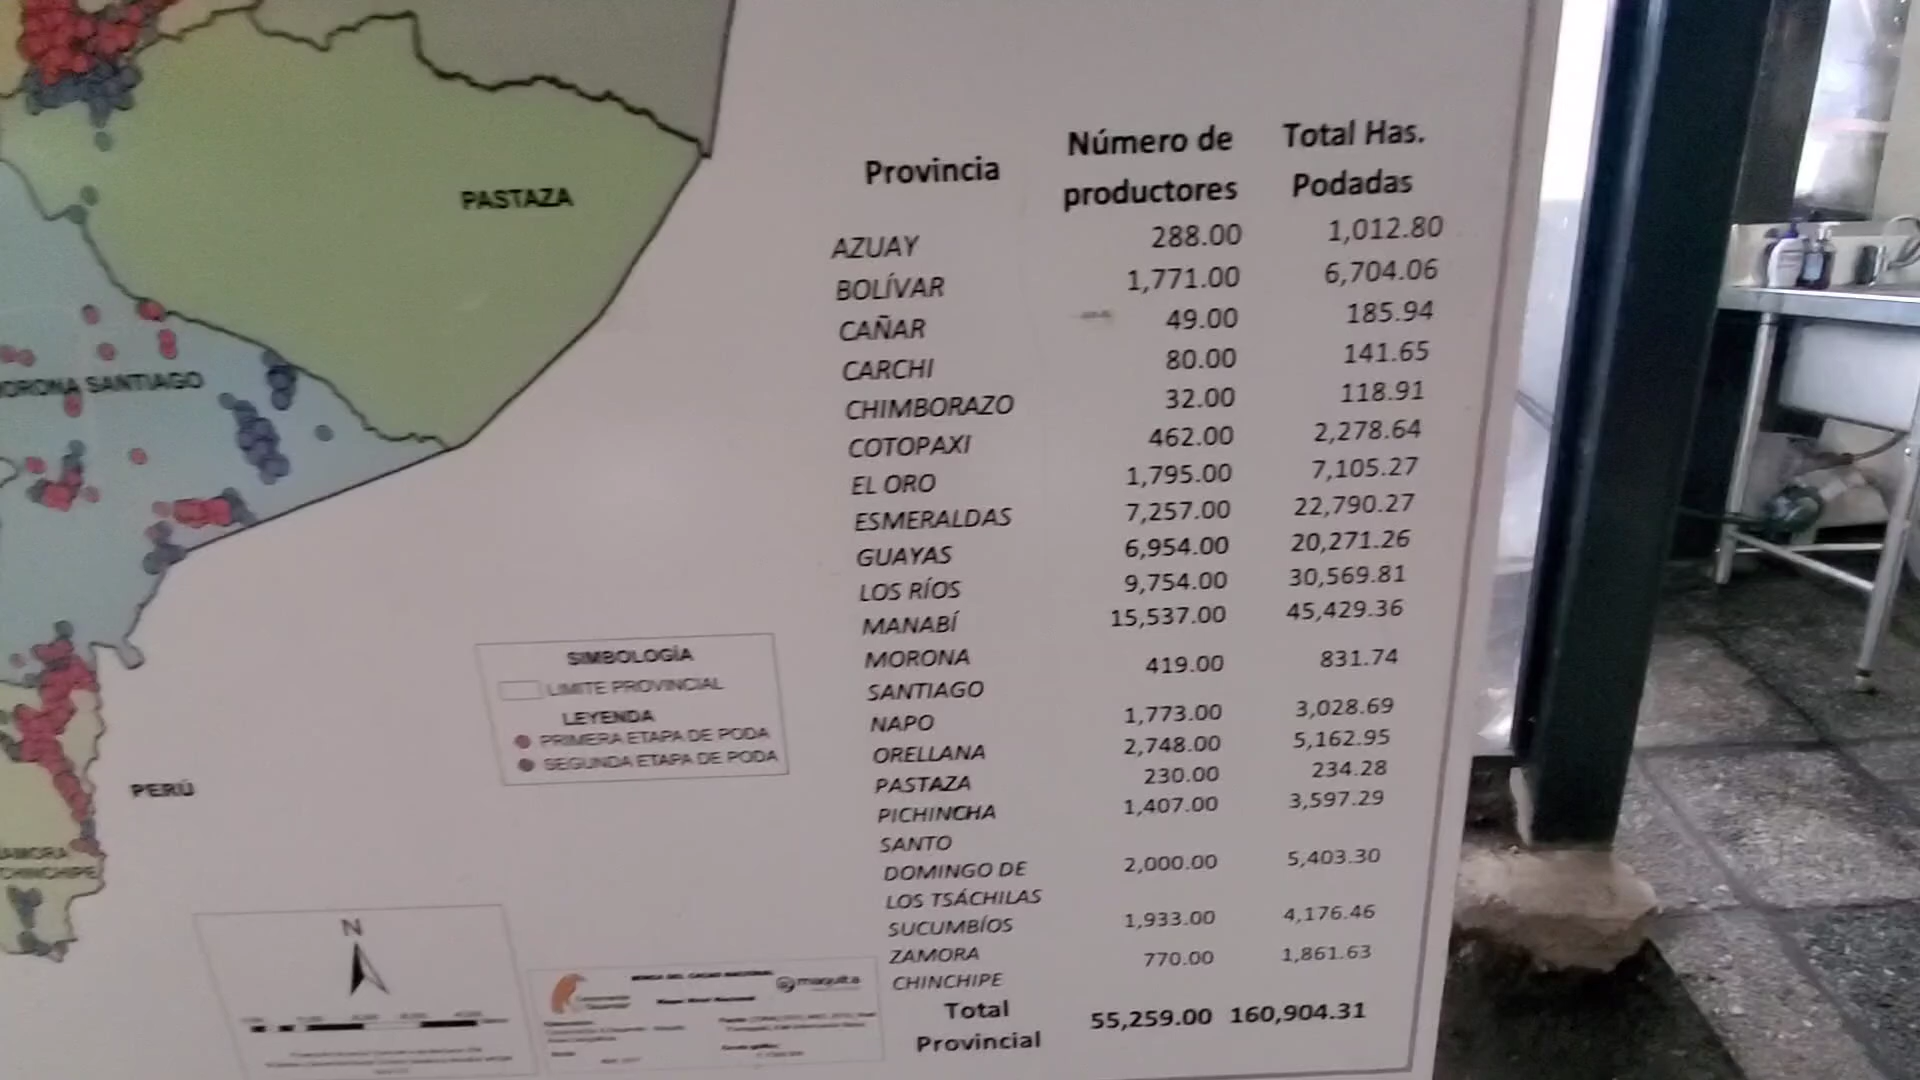 PASTAZA
MORONA SANTIAGO
PERÚ
ZAMORA
CHINCHIPE
SIMBOLOGÍA
LIMITE PROVINCIAL
LEYENDA
PRIMERA ETAPA DE PODA
SEGUNDA ETAPA DE PODA
N
maquita
Provincia Número de productores Total Has. Podadas
AZUAY 288.00 1,012.80
BOLÍVAR 1,771.00 6,704.06
CAÑAR 49.00 185.94
CARCHI 80.00 141.65
CHIMBORAZO 32.00 118.91
COTOPAXI 462.00 2,278.64
EL ORO 1,795.00 7,105.27
ESMERALDAS 7,257.00 22,790.27
GUAYAS 6,954.00 20,271.26
LOS RÍOS 9,754.00 30,569.81
MANABÍ 15,537.00 45,429.36
MORONA
SANTIAGO 419.00 831.74
NAPO 1,773.00 3,028.69
ORELLANA 2,748.00 5,162.95
PASTAZA 230.00 234.28
PICHINCHA 1,407.00 3,597.29
SANTO
DOMINGO DE 2,000.00 5,403.30
LOS TSÁCHILAS
SUCUMBÍOS 1,933.00 4,176.46
ZAMORA 770.00 1,861.63
CHINCHIPE
Total
Provincial 55,259.00 160,904.31